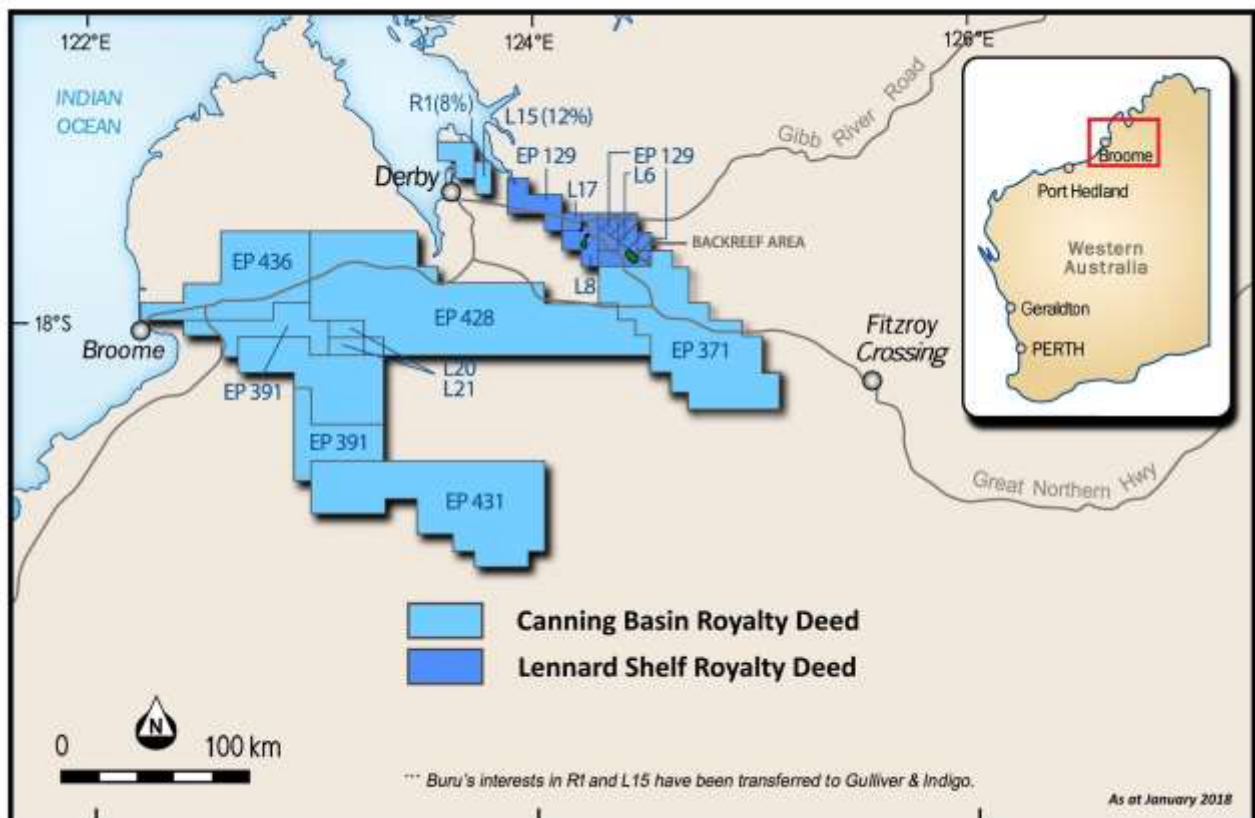 122°E
124°E
126°E
INDIAN
OCEAN
R1(8%)
L15 (12%)
Gibb River Road
EP 129
EP 129
L6
Derby
L17
BACKREEF AREA
EP 436
L8
18°S
EP 428
Broome
EP 371
Fitzroy
Crossing
L20
L21
EP 391
EP 391
EP 431
Great Northern Hwy
Broome
Port Hedland
Western
Australia
Geraldton
PERTH
Canning Basin Royalty Deed
Lennard Shelf Royalty Deed
N
0 100 km
*** Buru's interests in R1 and L15 have been transferred to Gulliver & Indigo.
As at January 2018